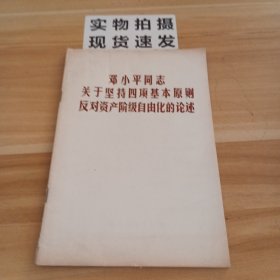 实物拍摄
现货速发
邓小平同志
关于坚持四项基本原则
反对资产阶级自由化的论述